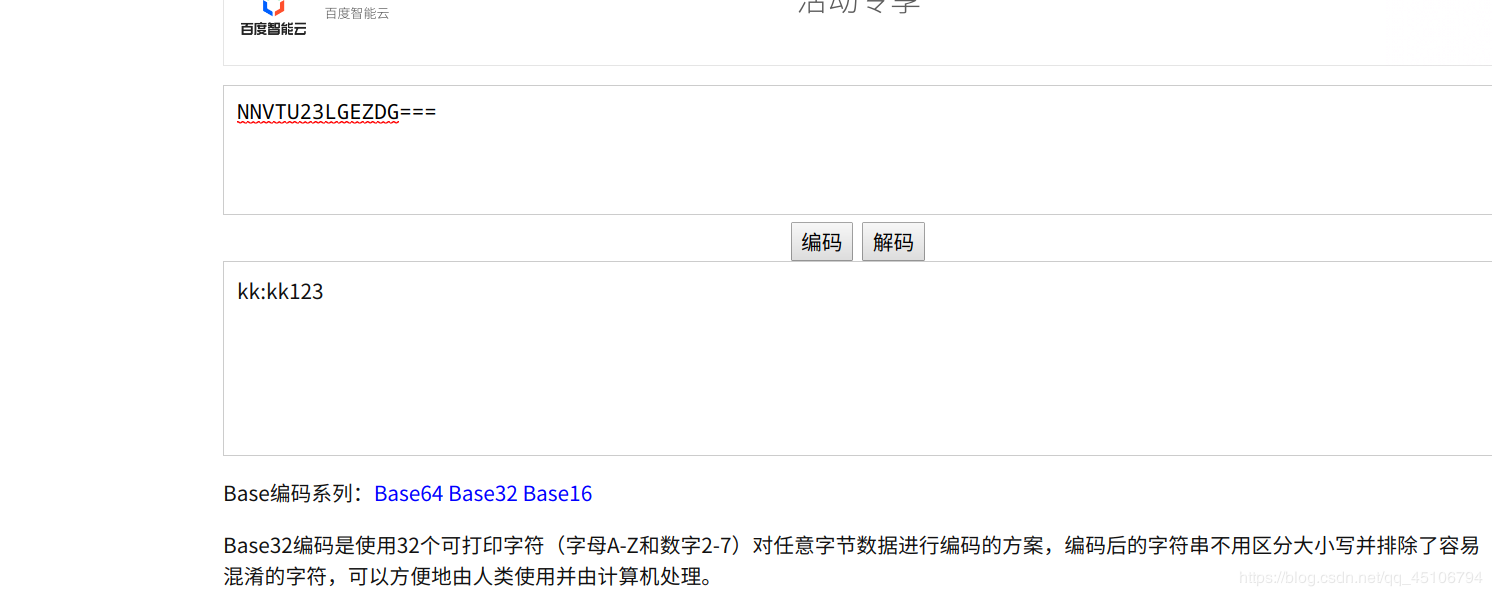 百度智能云
百度智能云
活动专享
NNVTU23LGEZDG===
编码 解码
kk:kk123
Base编码系列：Base64 Base32 Base16
Base32编码是使用32个可打印字符（字母A-Z和数字2-7）对任意字节数据进行编码的方案，编码后的字符串不用区分大小写并排除了容易
混淆的字符，可以方便地由人类使用并由计算机处理。
https://blog.csdn.net/qq_45106794